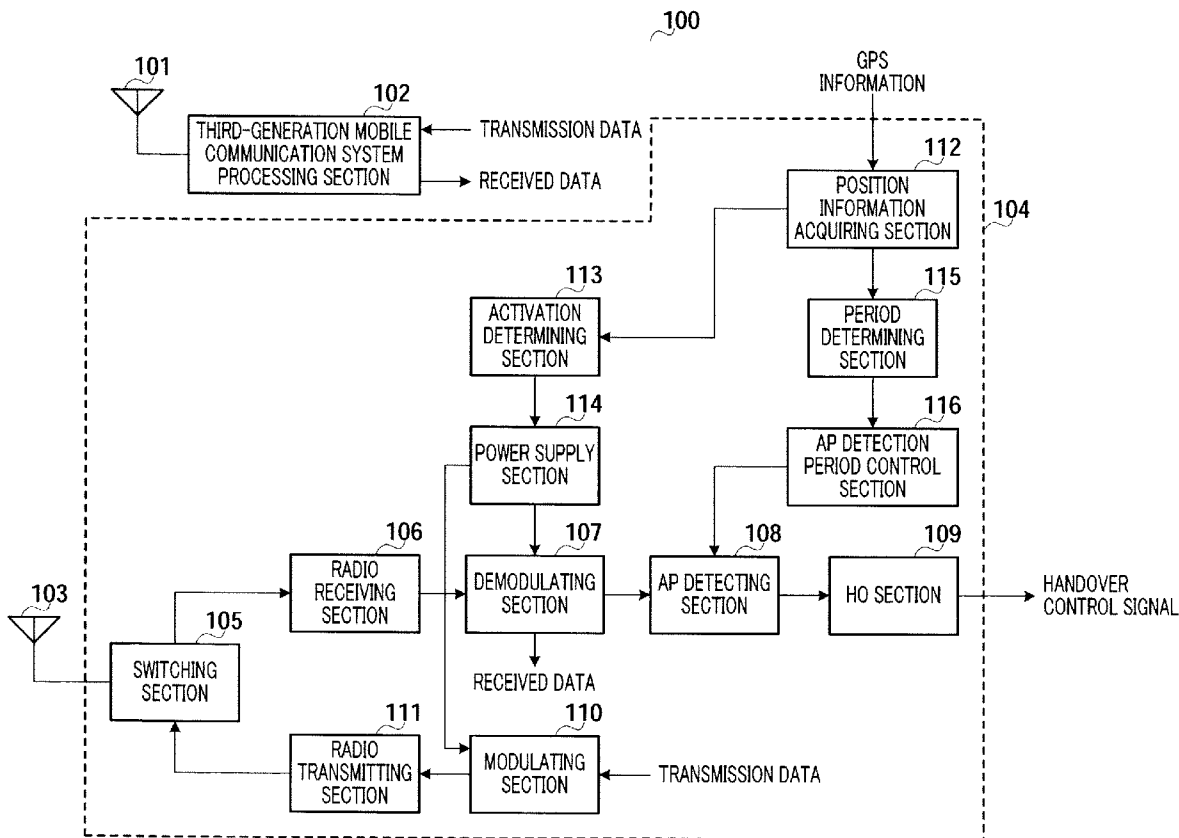 100
101
102
THIRD-GENERATION MOBILE
COMMUNICATION SYSTEM
PROCESSING SECTION
TRANSMISSION DATA
RECEIVED DATA
GPS
INFORMATION
112
POSITION
INFORMATION
ACQUIRING SECTION
104
113
ACTIVATION
DETERMINING
SECTION
115
PERIOD
DETERMINING
SECTION
114
POWER SUPPLY
SECTION
116
AP DETECTION
PERIOD CONTROL
SECTION
106
RADIO
RECEIVING
SECTION
107
DEMODULATING
SECTION
108
AP DETECTING
SECTION
109
HO SECTION
HANDOVER
CONTROL SIGNAL
103
105
SWITCHING
SECTION
RECEIVED DATA
111
RADIO
TRANSMITTING
SECTION
110
MODULATING
SECTION
TRANSMISSION DATA